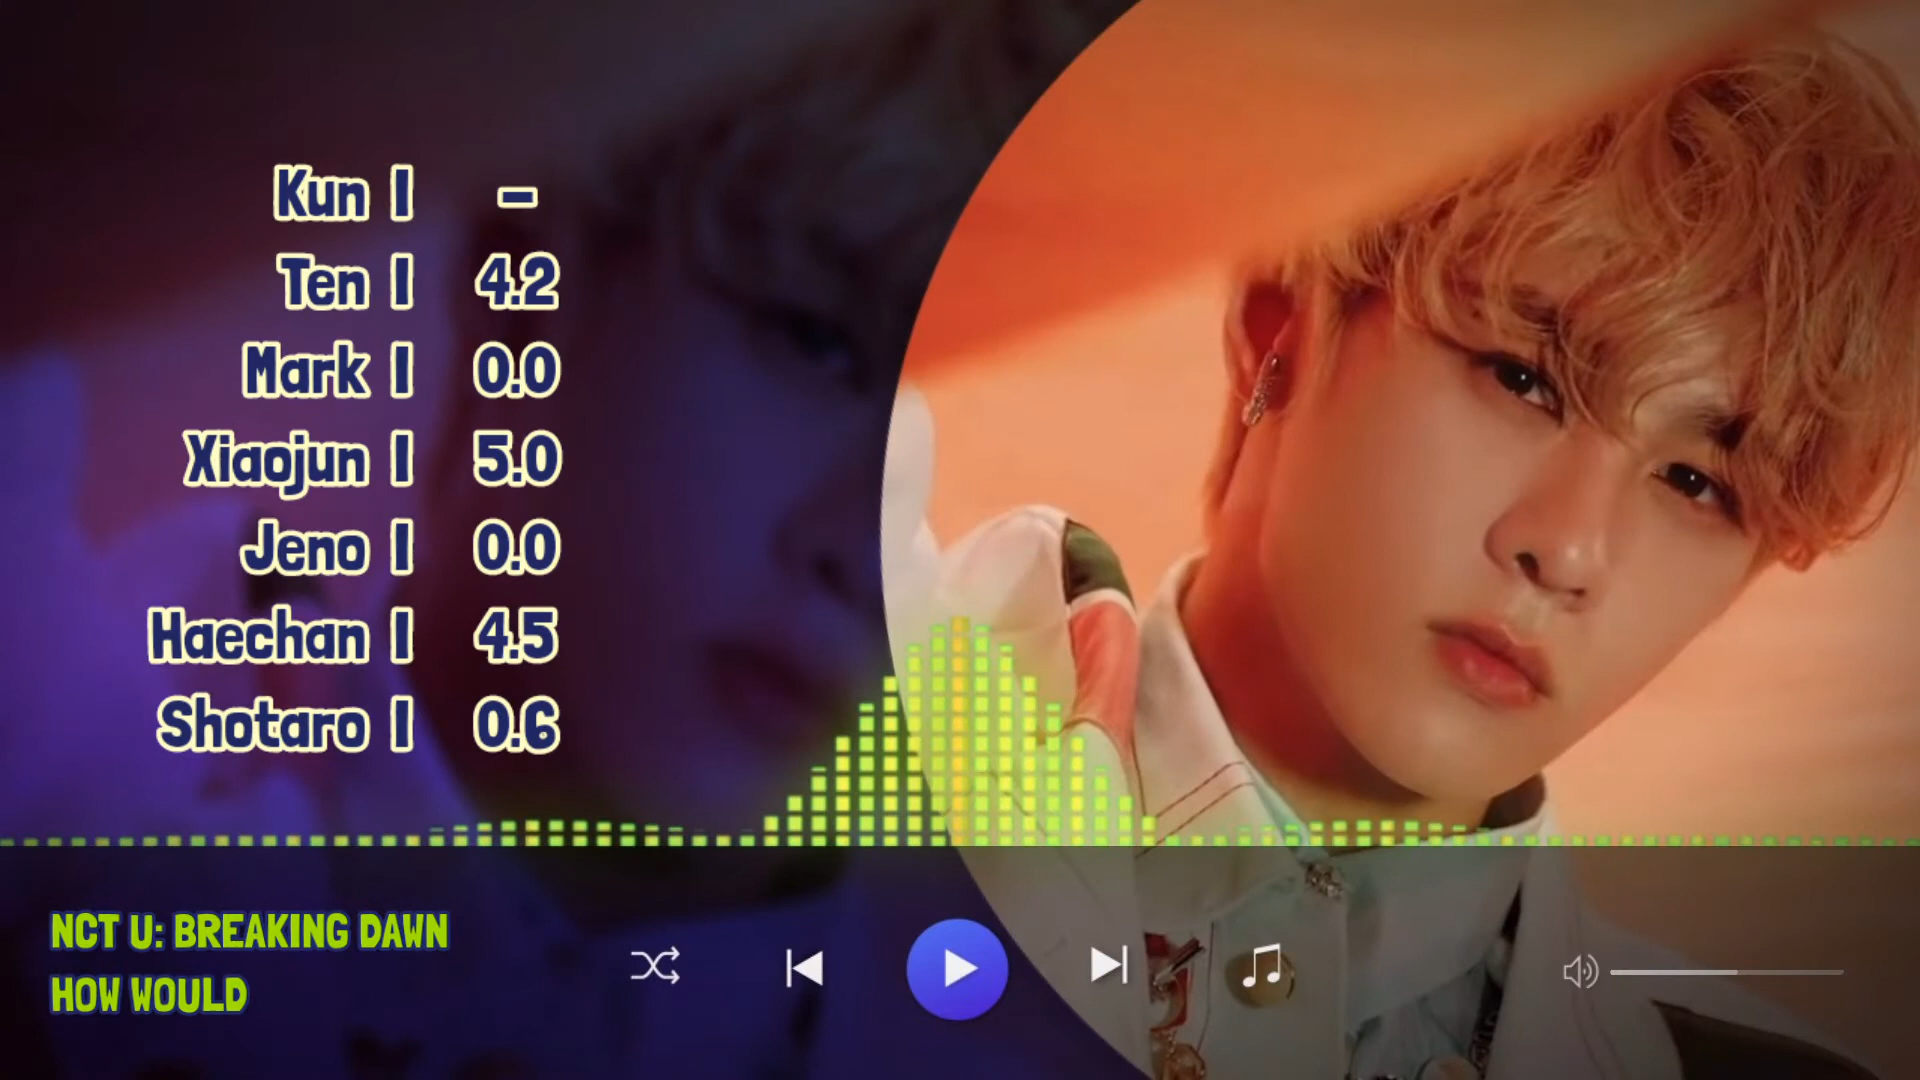 Kun | -
Ten | 4.2
Mark | 0.0
Xiaojun | 5.0
Jeno | 0.0
Haechan | 4.5
Shotaro | 0.6
NCT U: BREAKING DAWN
HOW WOULD